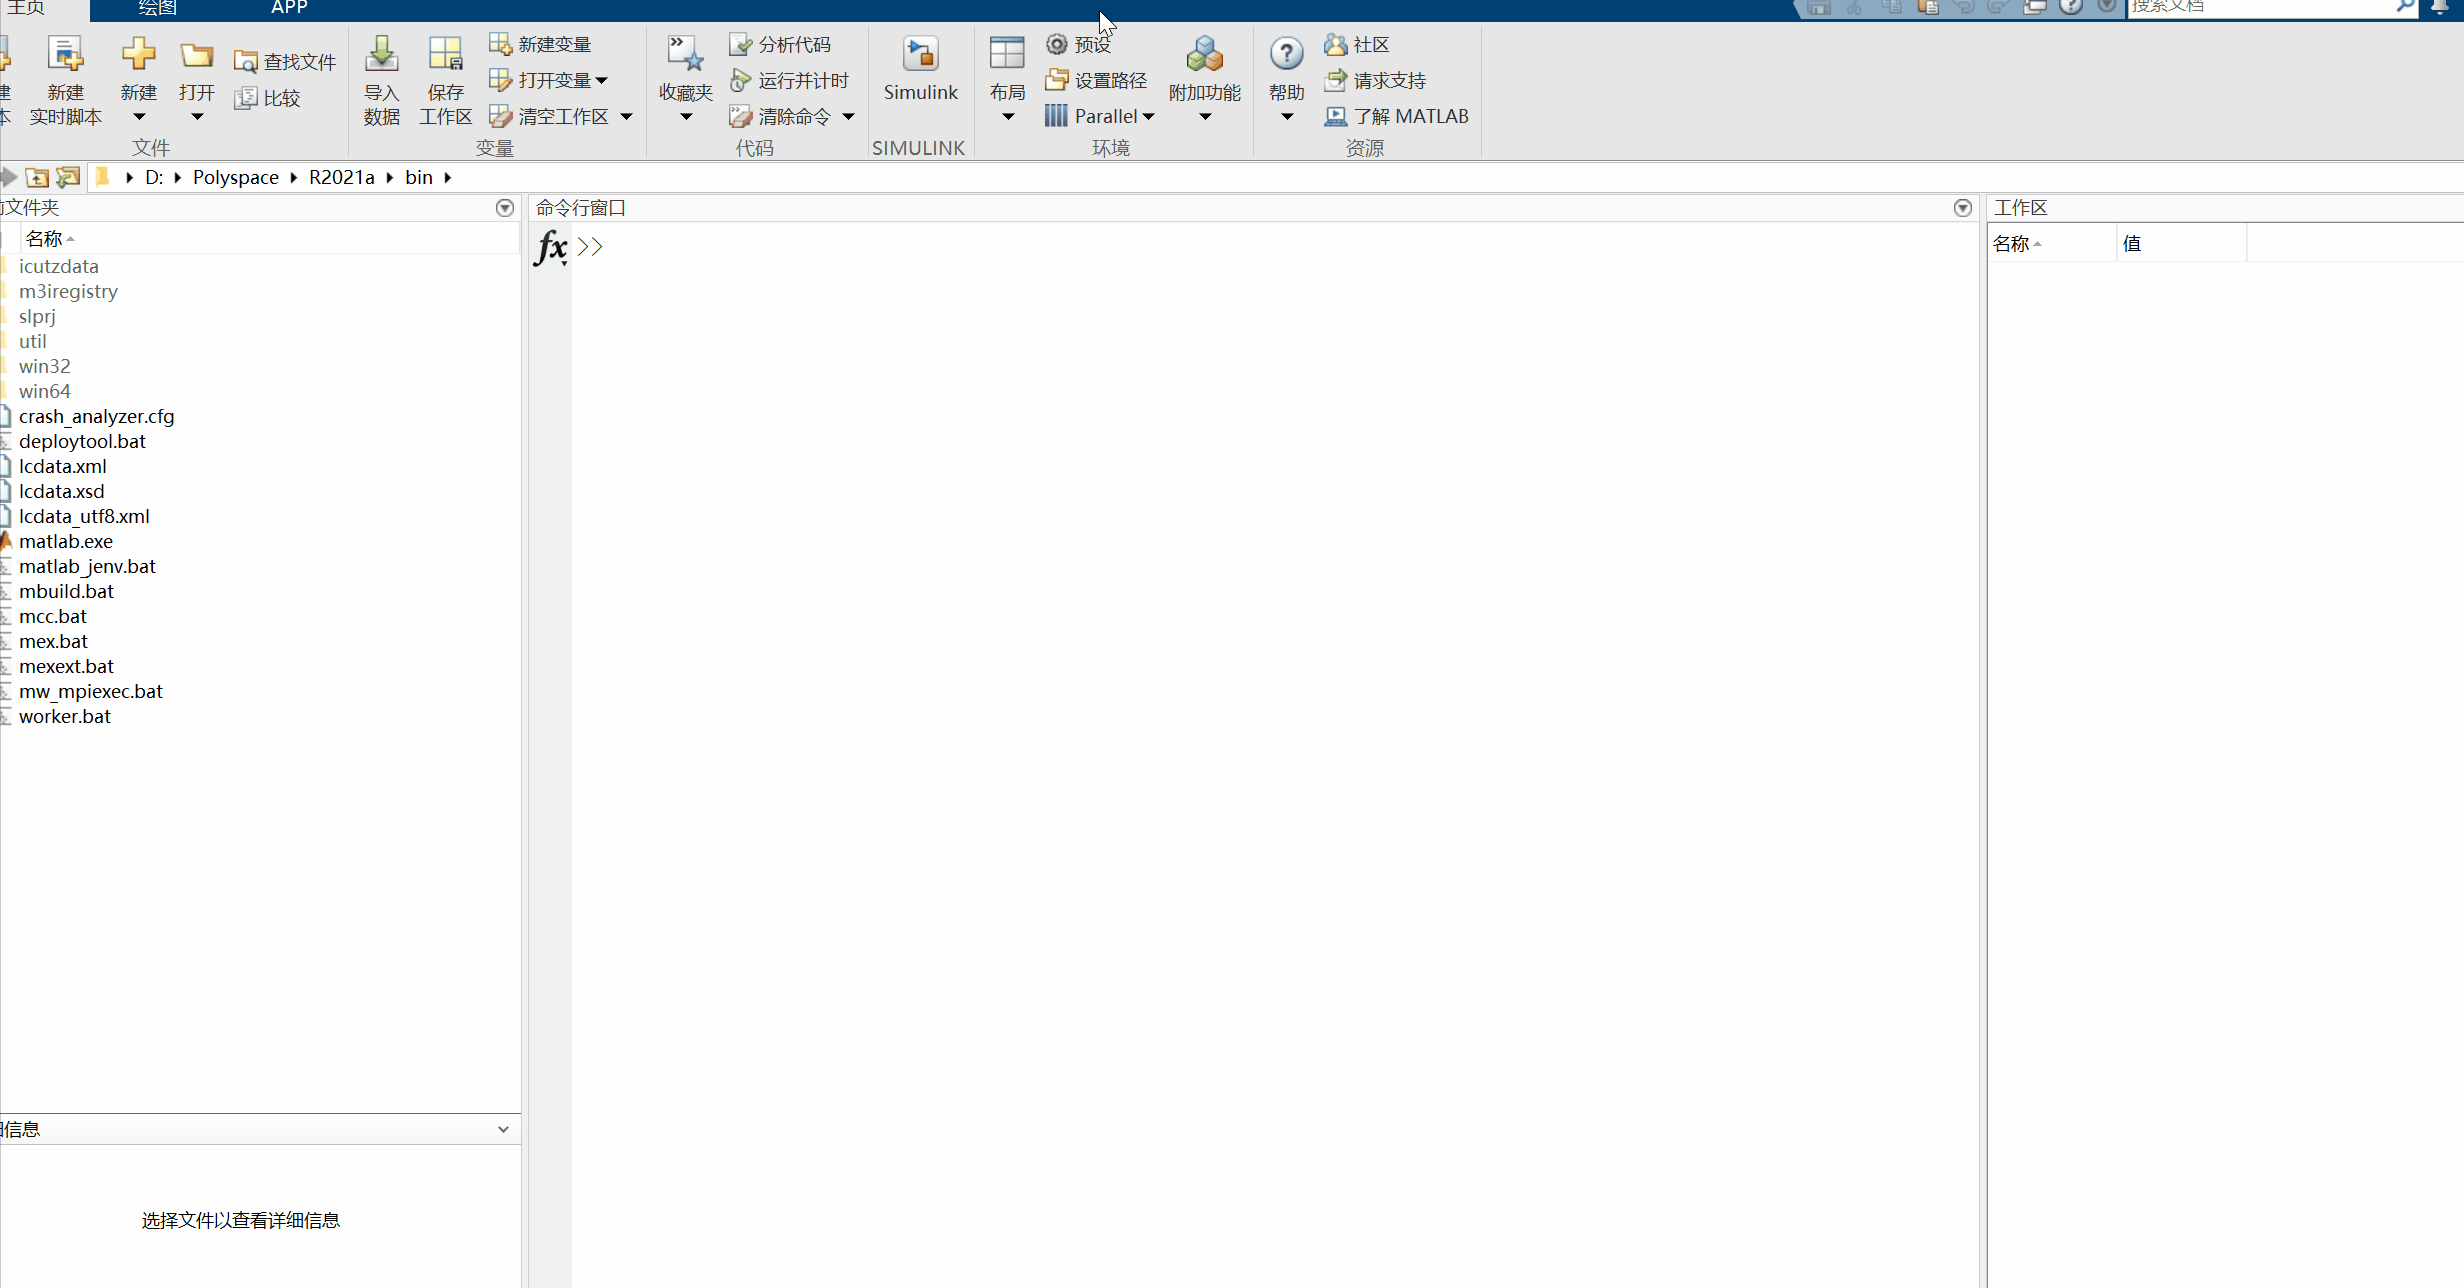 主页 绘图 APP 搜索文档
新建 实时脚本
新建
打开
查找文件
比较
文件
导入 数据
保存 工作区
新建变量
打开变量
清空工作区
变量
收藏夹
分析代码
运行并计时
清除命令
代码
Simulink
SIMULINK
布局
预设
设置路径
Parallel
附加功能
环境
帮助
社区
请求支持
了解 MATLAB
资源
D: Polyspace R2021a bin
文件夹
名称
icutzdata
m3iregistry
slprj
util
win32
win64
crash_analyzer.cfg
deploytool.bat
lcdata.xml
lcdata.xsd
lcdata_utf8.xml
matlab.exe
matlab_jenv.bat
mbuild.bat
mcc.bat
mex.bat
mexext.bat
mw_mpiexec.bat
worker.bat
信息
选择文件以查看详细信息
命令行窗口
fx >>
工作区
名称 值